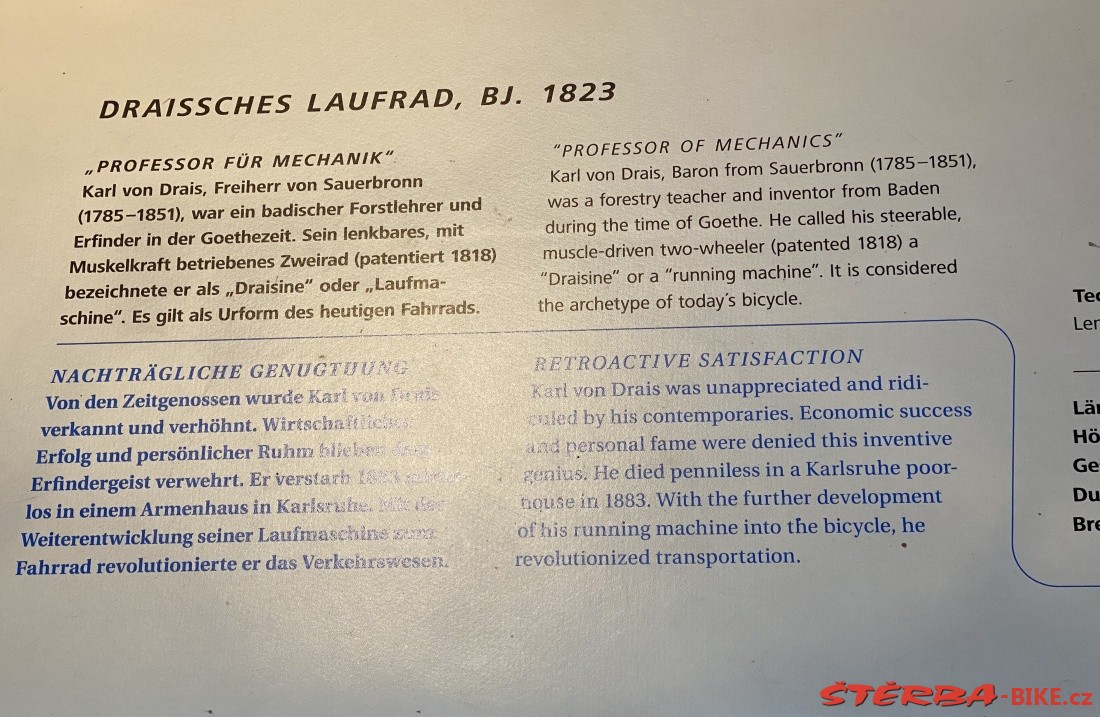 DRAISSCHES LAUFRAD, BJ. 1823
„PROFESSOR FÜR MECHANIK“
Karl von Drais, Freiherr von Sauerbronn
(1785–1851), war ein badischer Forstlehrer und
Erfinder in der Goethezeit. Sein lenkbares, mit
Muskelkraft betriebenes Zweirad (patentiert 1818)
bezeichnete er als „Draisine“ oder „Laufma-
schine“. Es gilt als Urform des heutigen Fahrrads.
“PROFESSOR OF MECHANICS”
Karl von Drais, Baron from Sauerbronn (1785–1851),
was a forestry teacher and inventor from Baden
during the time of Goethe. He called his steerable,
muscle-driven two-wheeler (patented 1818) a
“Draisine” or a “running machine”. It is considered
the archetype of today´s bicycle.
NACHTRÄGLICHE GENUGTUUNG
Von den Zeitgenossen wurde Karl von Drais
verkannt und verhöhnt. Wirtschaftlicher
Erfolg und persönlicher Ruhm blieben
Erfindergeist verwehrt. Er verstarb 1883
los in einem Armenhaus in Karlsruhe. Mit der
Weiterentwicklung seiner Laufmaschine zum
Fahrrad revolutionierte er das Verkehrswesen.
RETROACTIVE SATISFACTION
Karl von Drais was unappreciated and ridi-
culed by his contemporaries. Economic success
and personal fame were denied this inventive
genius. He died penniless in a Karlsruhe poor-
house in 1883. With the further development
of his running machine into the bicycle, he
revolutionized transportation.
Tec
Ler
Län
Hö
Ge
Du
Bre
ŠTĚRBA-BIKE.cz